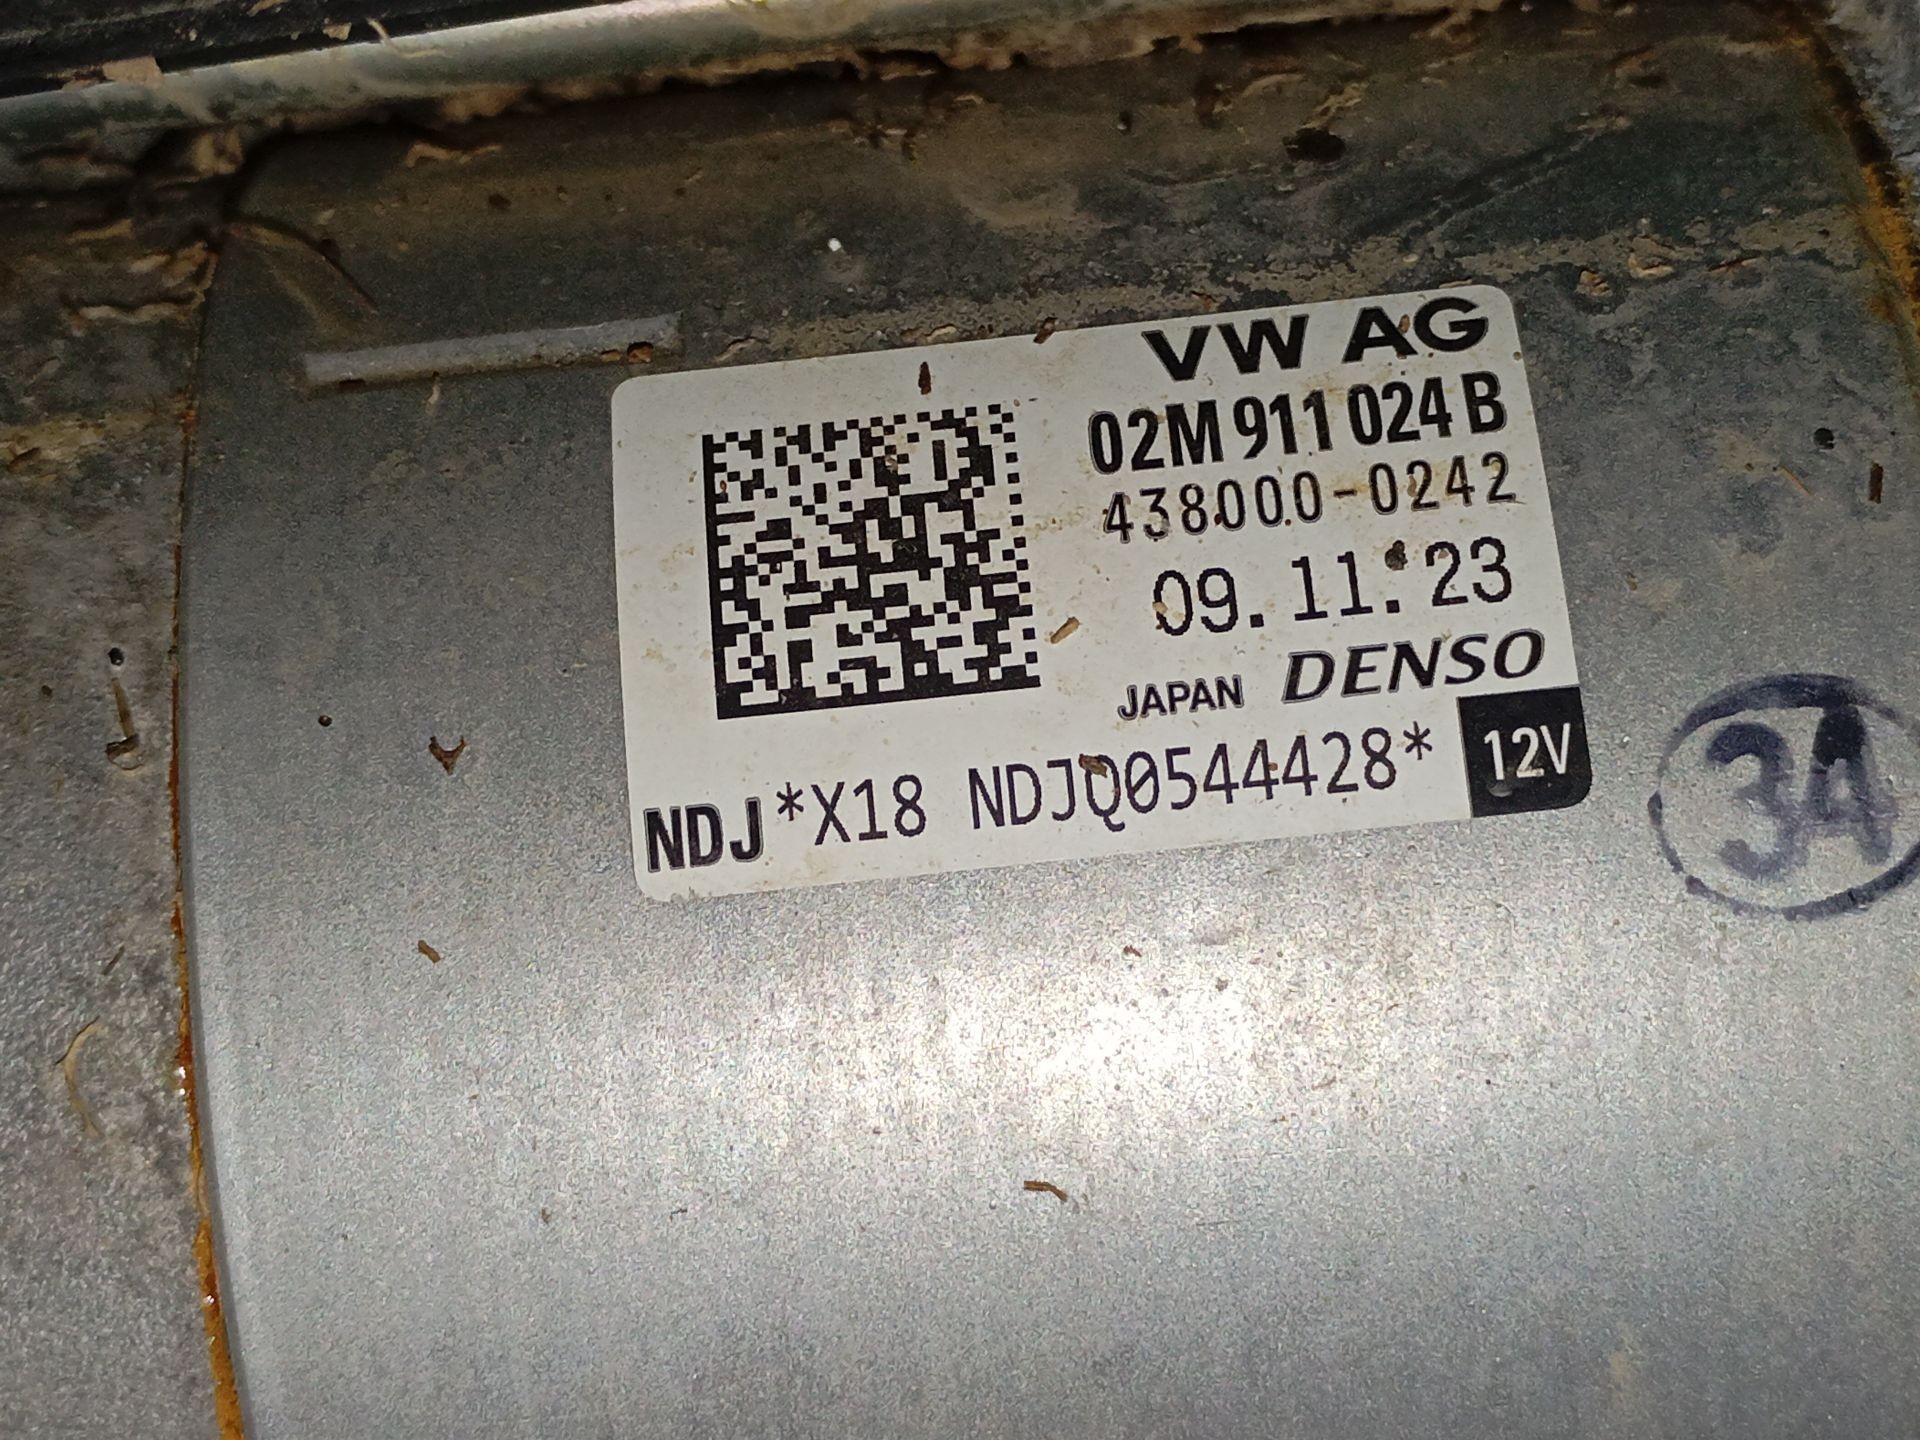 VW AG
02M 911 024 B
438000-0242
09.11.23
JAPAN DENSO
NDJ *X18 NDJQ0544428* 12V
34